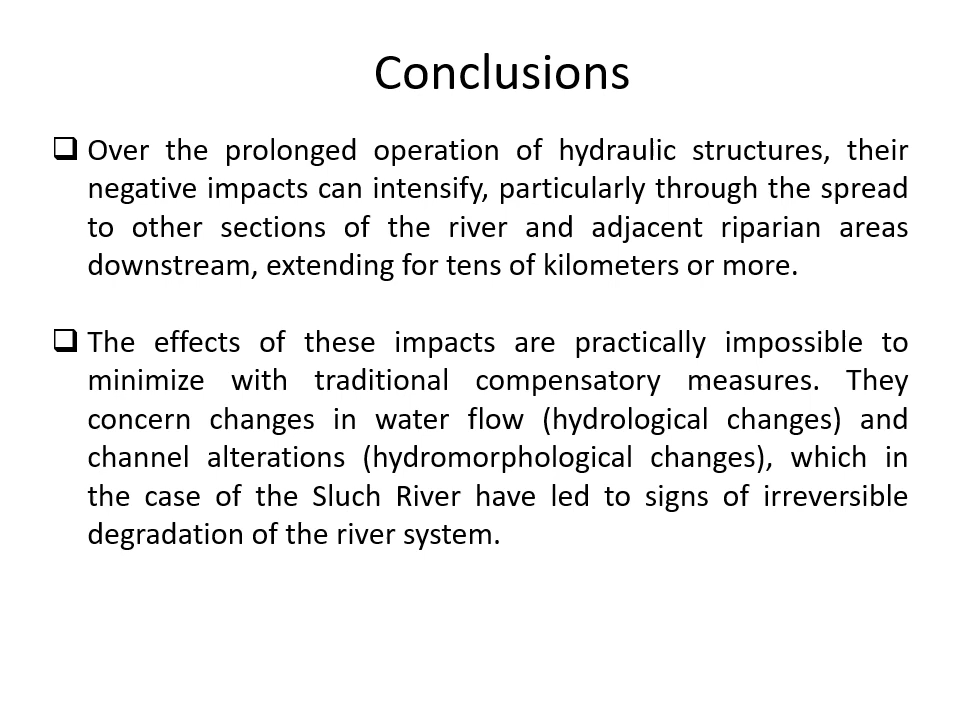 Conclusions
❑ Over the prolonged operation of hydraulic structures, their
negative impacts can intensify, particularly through the spread
to other sections of the river and adjacent riparian areas
downstream, extending for tens of kilometers or more.
❑ The effects of these impacts are practically impossible to
minimize with traditional compensatory measures. They
concern changes in water flow (hydrological changes) and
channel alterations (hydromorphological changes), which in
the case of the Sluch River have led to signs of irreversible
degradation of the river system.